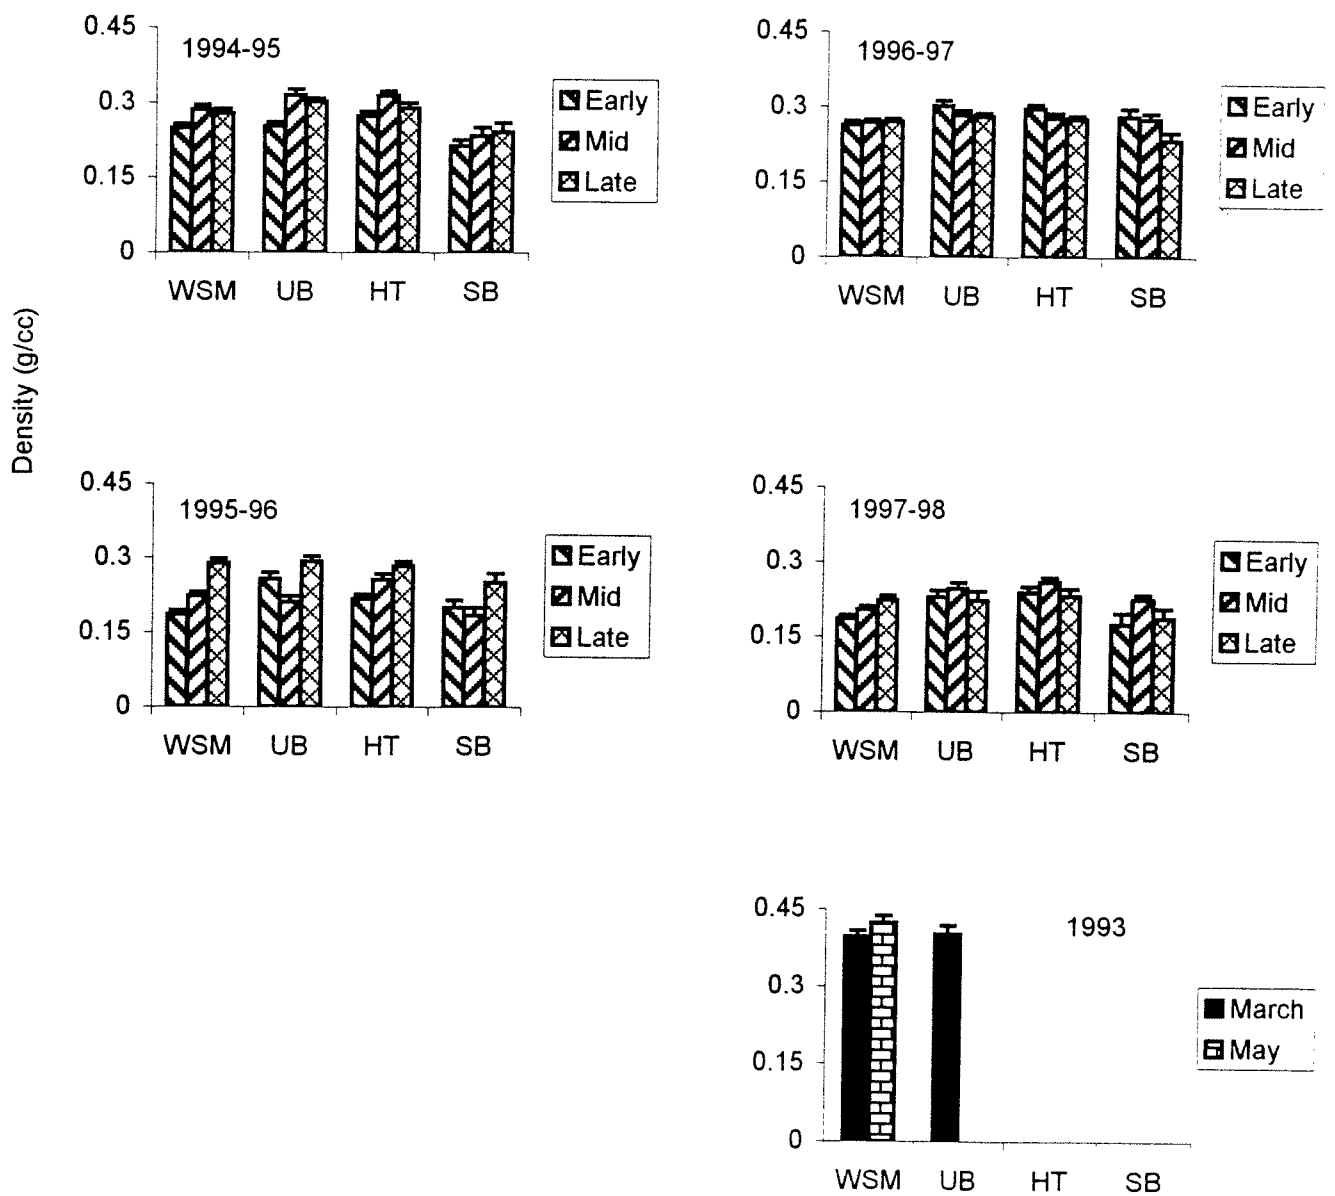 Density (g/cc)
0.45
0.3
0.15
0
1994-95
WSM UB HT SB
Early
Mid
Late
0.45
0.3
0.15
0
1996-97
WSM UB HT SB
Early
Mid
Late
0.45
0.3
0.15
0
1995-96
WSM UB HT SB
Early
Mid
Late
0.45
0.3
0.15
0
1997-98
WSM UB HT SB
Early
Mid
Late
0.45
0.3
0.15
0
1993
WSM UB HT SB
March
May